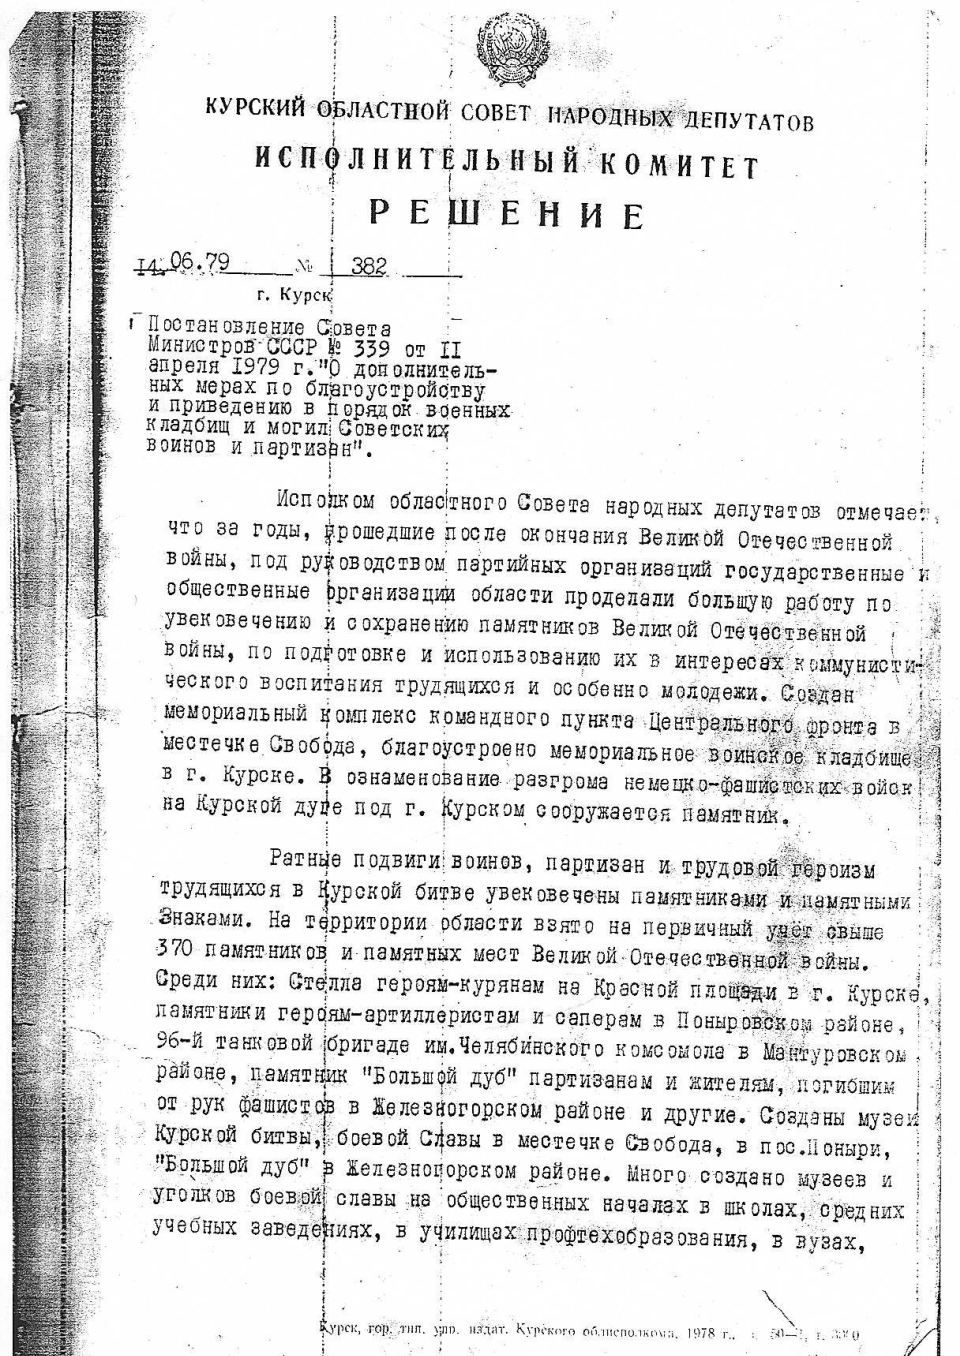 КУРСКИЙ ОБЛАСТНОЙ СОВЕТ НАРОДНЫХ ДЕПУТАТОВ
ИСПОЛНИТЕЛЬНЫЙ КОМИТЕТ
РЕШЕНИЕ
14.06.79 № 382
г. Курск
Постановление Совета
Министров СССР № 339 от II
апреля 1979 г. "О дополнитель-
ных мерах по благоустройству
и приведению в порядок военных
кладбищ и могил Советских
воинов и партизан".
Исполком областного Совета народных депутатов отмечает,
что за годы, прошедшие после окончания Великой Отечественной
войны, под руководством партийных организаций государственные и
общественные организации области проделали большую работу по
увековечению и сохранению памятников Великой Отечественной
войны, по подготовке и использованию их в интересах коммунисти-
ческого воспитания трудящихся и особенно молодежи. Создан
мемориальный комплекс командного пункта Центрального фронта в
местечке Свобода, благоустроено мемориальное воинское кладбище
в г. Курске. В ознаменование разгрома немецко-фашистских войск
на Курской дуге под г. Курском сооружается памятник.
Ратные подвиги воинов, партизан и трудовой героизм
трудящихся в Курской битве увековечены памятниками и памятными
Знаками. На территории области взято на первичный учет свыше
370 памятников и памятных мест Великой Отечественной войны.
Среди них: Стелла героям-курянам на Красной площади в г. Курске,
памятники героям-артиллеристам и саперам в Поныровском районе,
96-й танковой бригаде им.Челябинского комсомола в Мантуровском
районе, памятник "Большой дуб" партизанам и жителям, погибшим
от рук фашистов в Железногорском районе и другие. Созданы музеи
Курской битвы, боевой Славы в местечке Свобода, в пос.Поныри,
"Большой дуб" в Железногорском районе. Много создано музеев и
уголков боевой славы на общественных началах в школах, средних
учебных заведениях, в училищах профтехобразования, в вузах,
Курск, гор. тип. упр. издат. Курского облисполкома, 1978 г.,